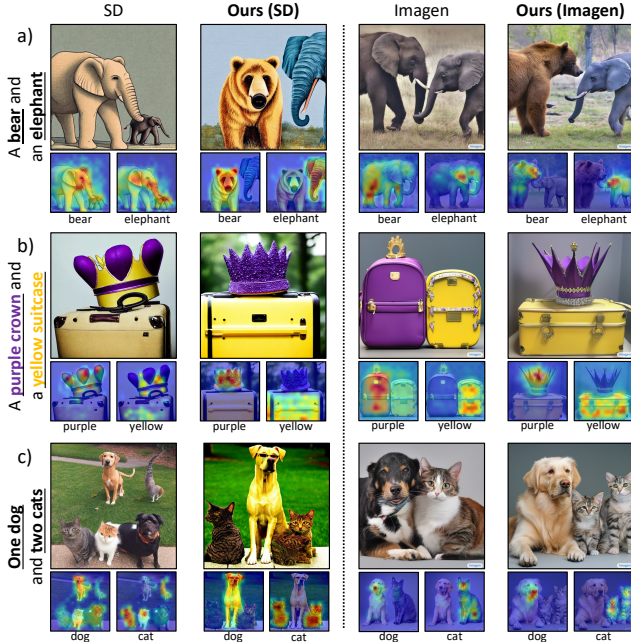 SD
Ours (SD)
Imagen
Ours (Imagen)
a)
A bear and
an elephant
bear
elephant
bear
elephant
bear
elephant
bear
elephant
b)
A purple crown and
a yellow suitcase
purple
yellow
purple
yellow
purple
yellow
purple
yellow
c)
One dog
and two cats
dog
cat
dog
cat
dog
cat
dog
cat